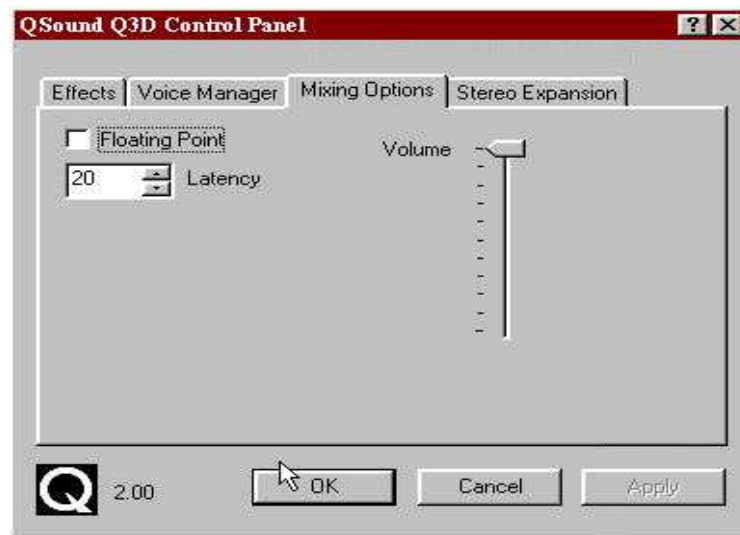 QSound Q3D Control Panel
Effects Voice Manager Mixing Options Stereo Expansion
Floating Point
Volume
20 Latency
Q 2.00 OK Cancel Apply